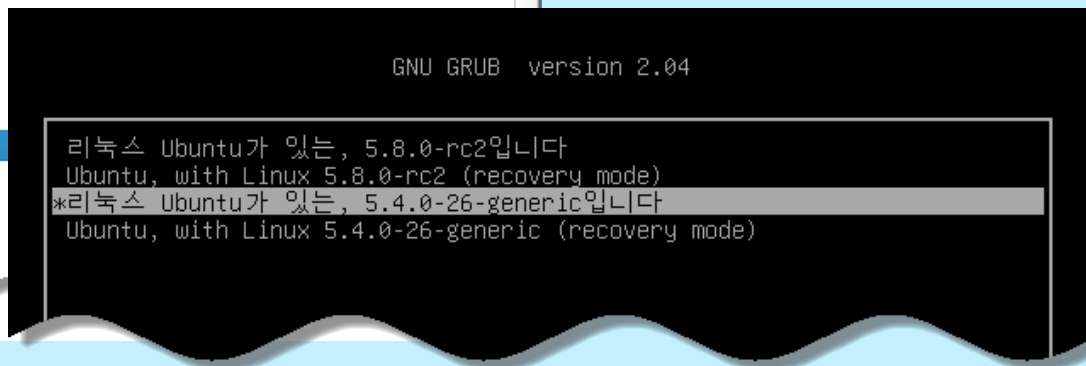 GNU GRUB  version 2.04
리눅스 Ubuntu가 있는, 5.8.0-rc2입니다
Ubuntu, with Linux 5.8.0-rc2 (recovery mode)
*리눅스 Ubuntu가 있는, 5.4.0-26-generic입니다
Ubuntu, with Linux 5.4.0-26-generic (recovery mode)